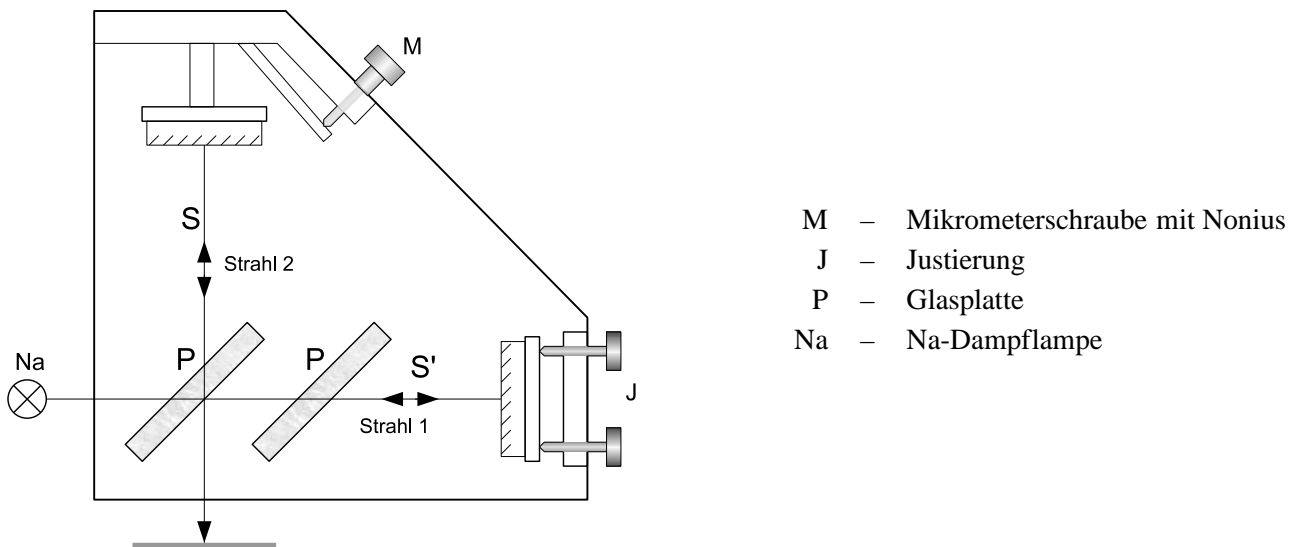 M
S
Strahl 2
Na
P P
S'
Strahl 1
J
M – Mikrometerschraube mit Nonius
J – Justierung
P – Glasplatte
Na – Na-Dampflampe